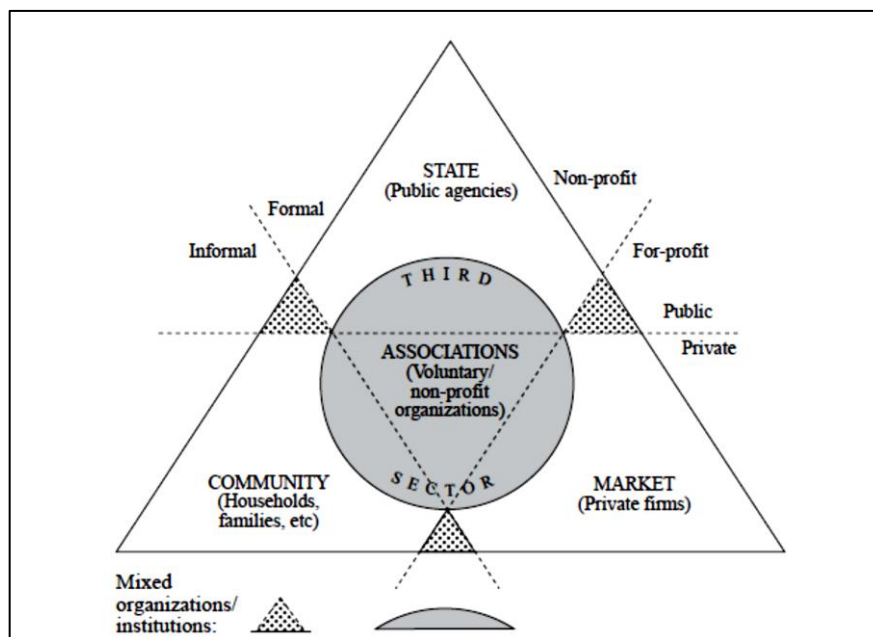 STATE
(Public agencies)
Non-profit
Formal
Informal
For-profit
THIRD
Public
Private
ASSOCIATIONS
(Voluntary/
non-profit
organizations)
SECTOR
COMMUNITY
(Households,
families, etc)
MARKET
(Private firms)
Mixed
organizations/
institutions: